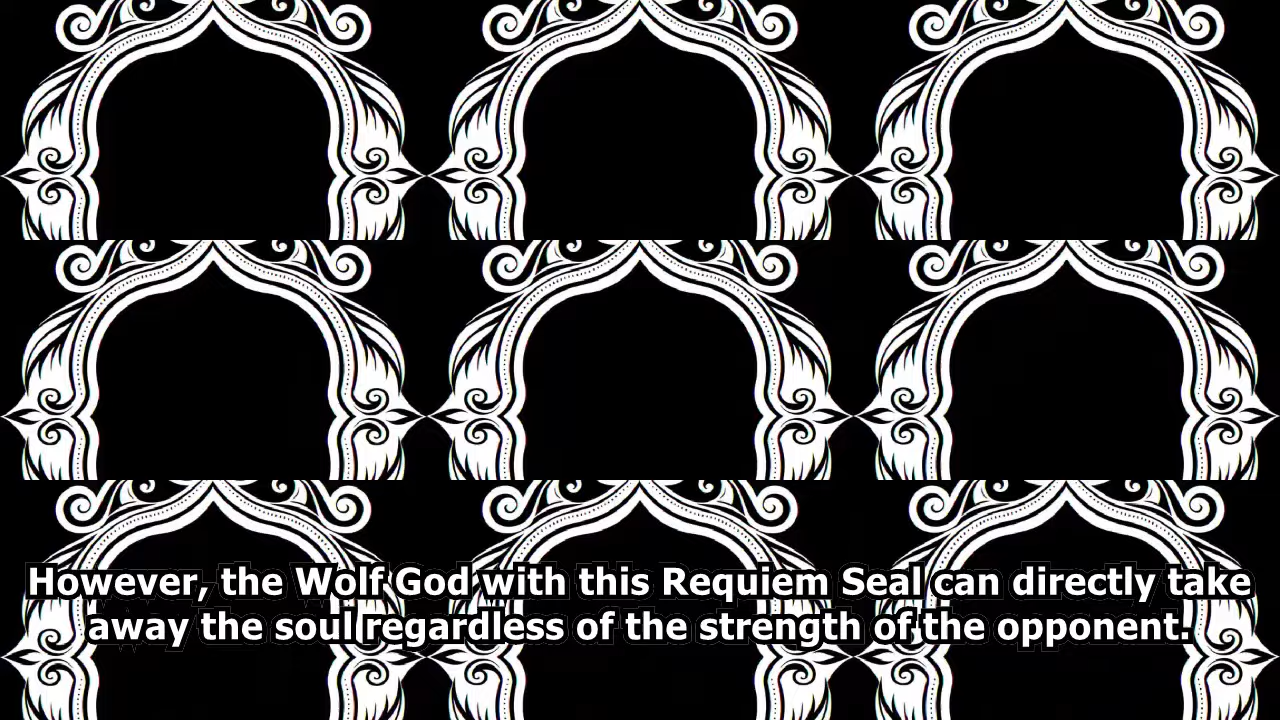 However, the Wolf God with this Requiem Seal can directly take
away the soul regardless of the strength of the opponent.